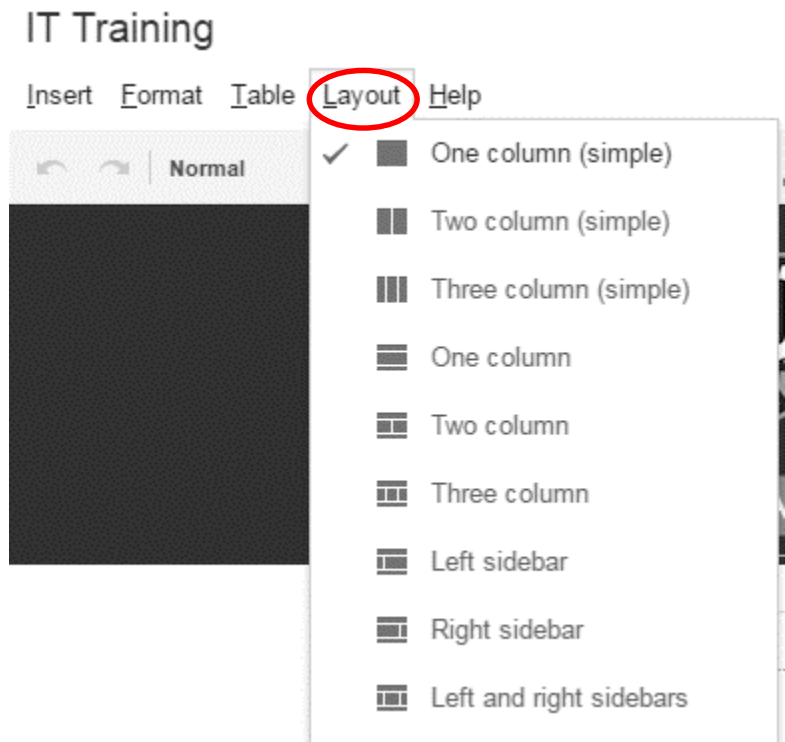 IT Training
Insert Format Table Layout Help
Normal
One column (simple)
Two column (simple)
Three column (simple)
One column
Two column
Three column
Left sidebar
Right sidebar
Left and right sidebars